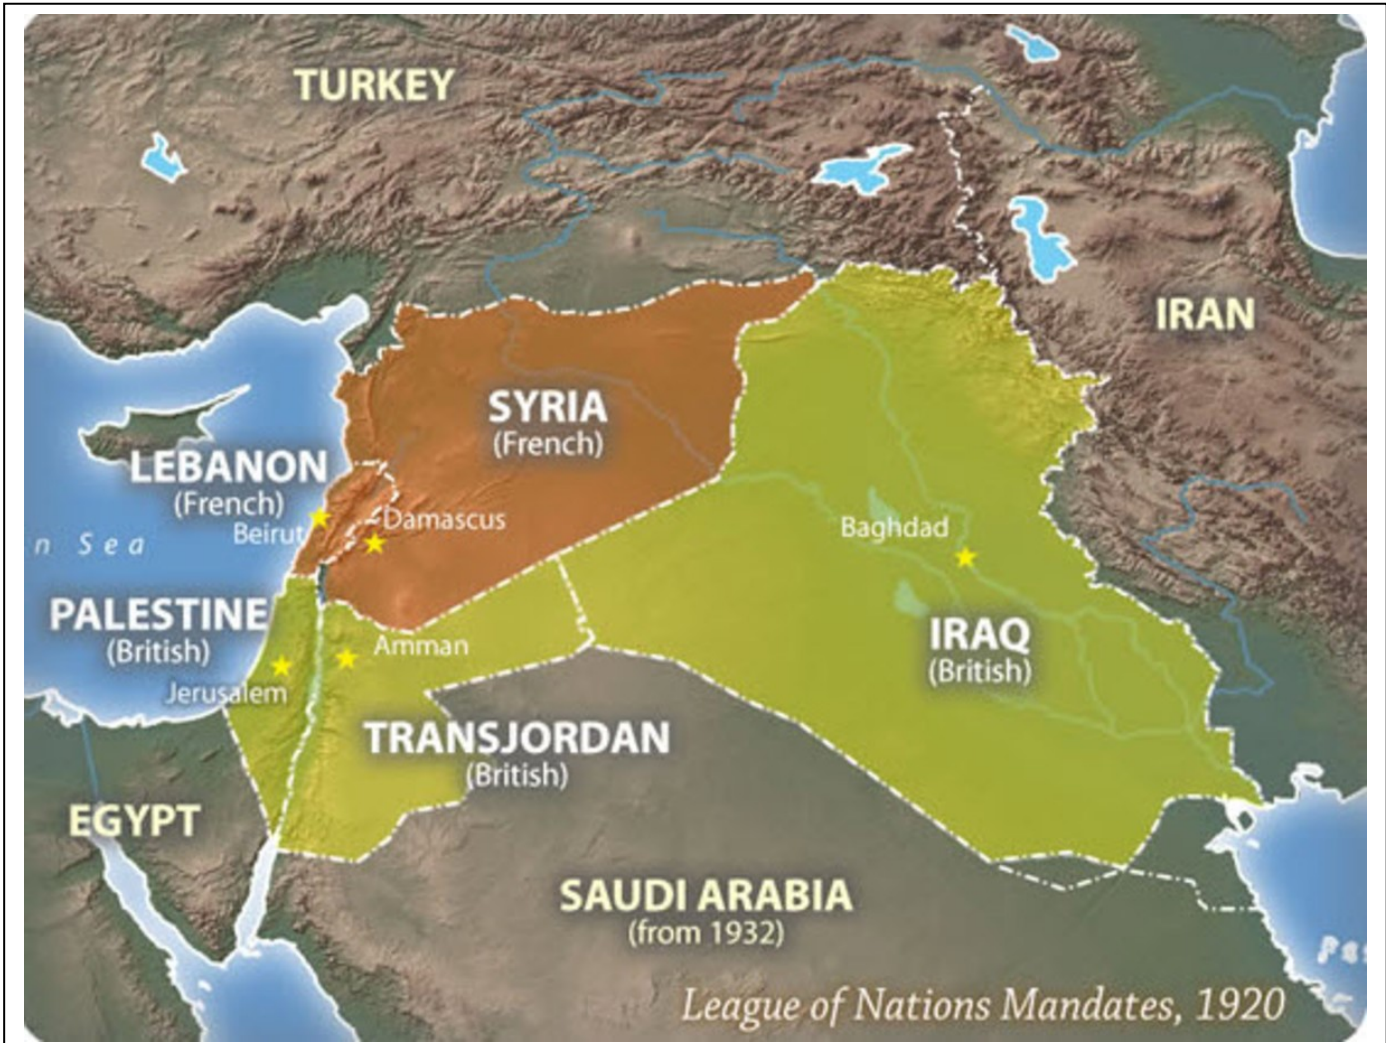 TURKEY
IRAN
SYRIA
(French)
LEBANON
(French)
Beirut
Damascus
n Sea
Baghdad
PALESTINE
(British)
Amman
IRAQ
(British)
Jerusalem
TRANSJORDAN
(British)
EGYPT
SAUDI ARABIA
(from 1932)
League of Nations Mandates, 1920